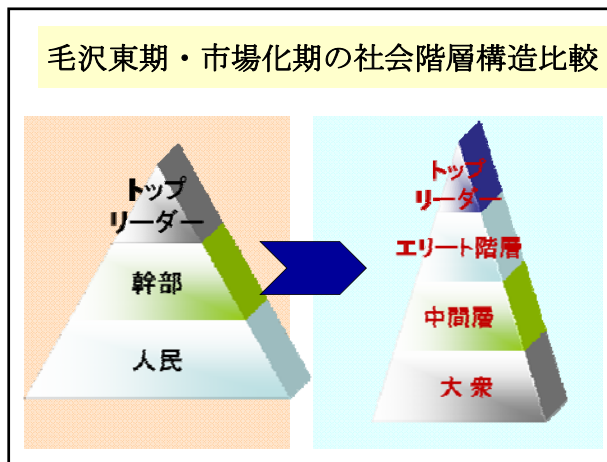 毛沢東期・市場化期の社会階層構造比較
トップ
リーダー
幹部
人民
トップ
リーダー
エリート階層
中間層
大衆